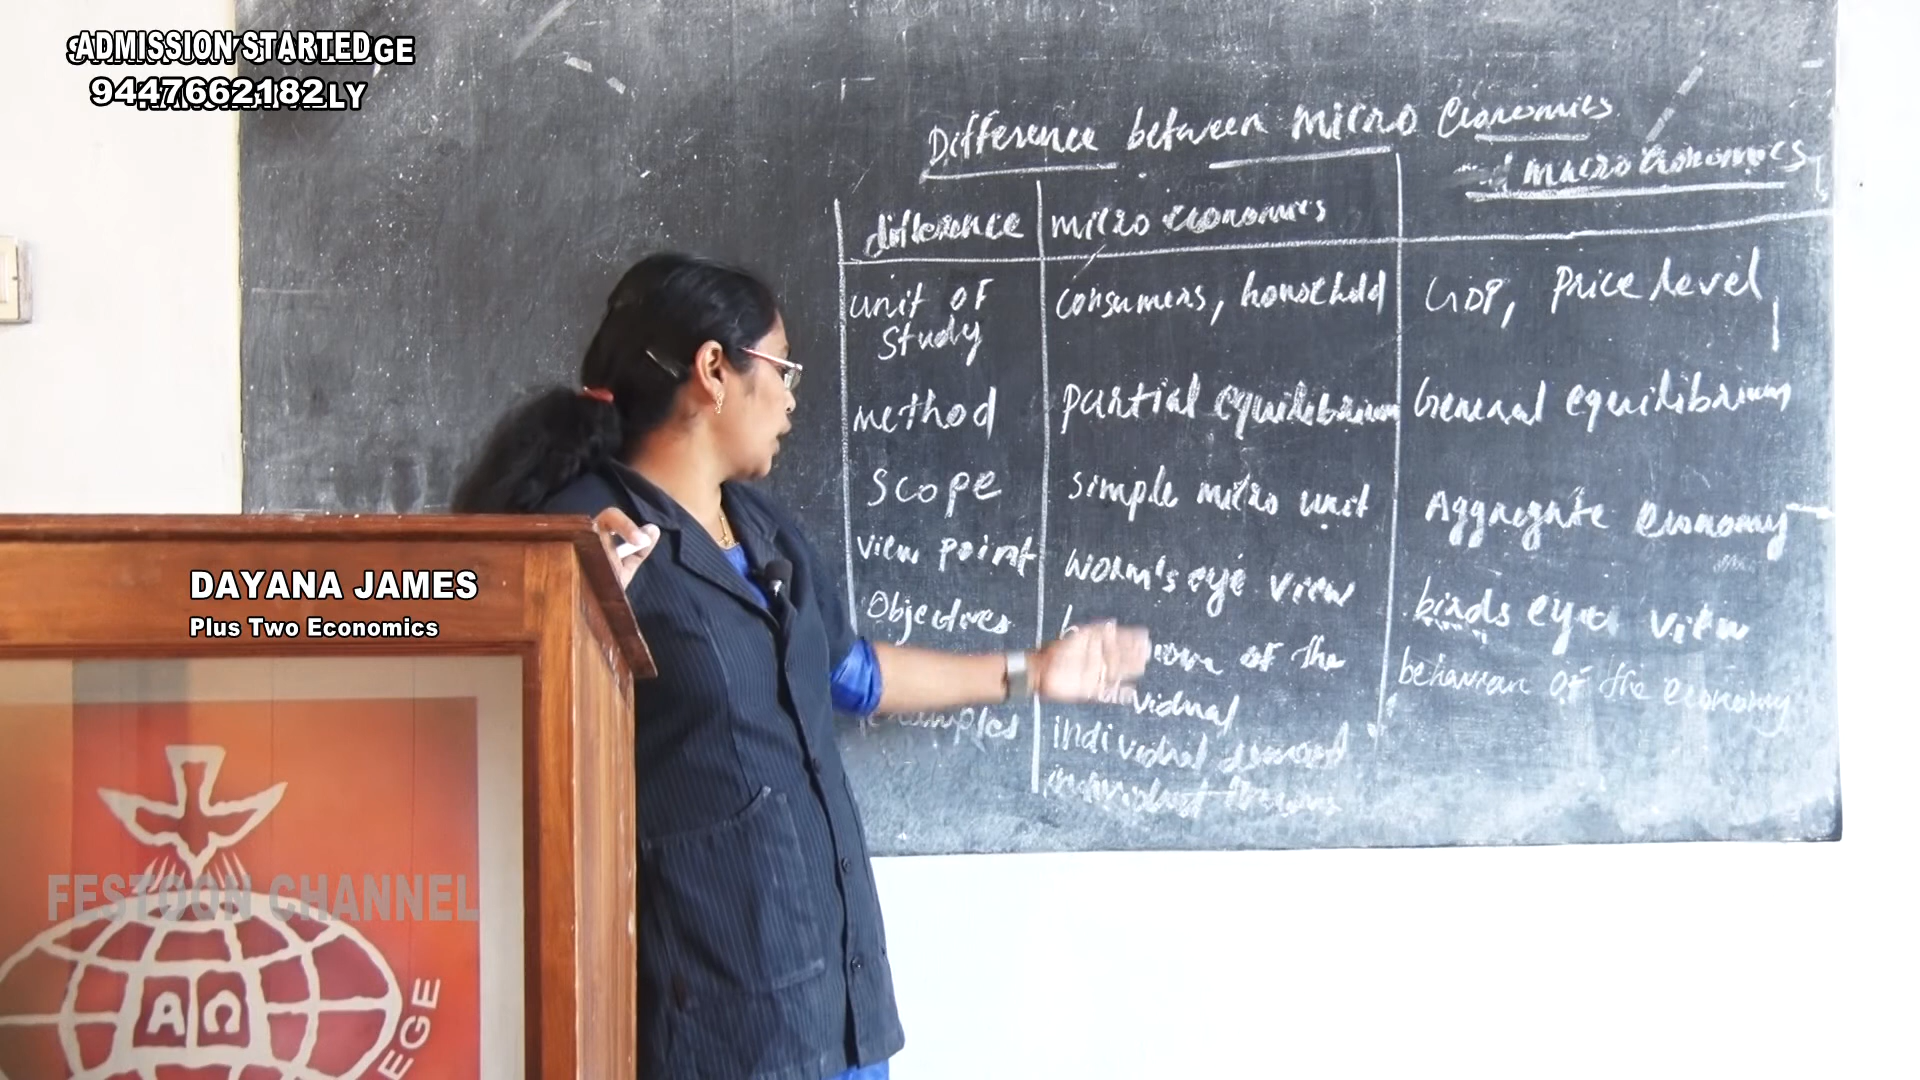 ADMISSION STARTED
9447662182
Difference between micro Economics
and macro Economics
difference micro economics
unit of consumers, household GDP, Price level,
study
method partial equilibrium General equilibrium
scope simple micro unit Aggregate economy
view point worm's eye view birds eye view
Objectives of the behaviour of the economy
individual
examples individual demand
individual
DAYANA JAMES
Plus Two Economics
FESTOON CHANNEL
ΑΩ
EGE